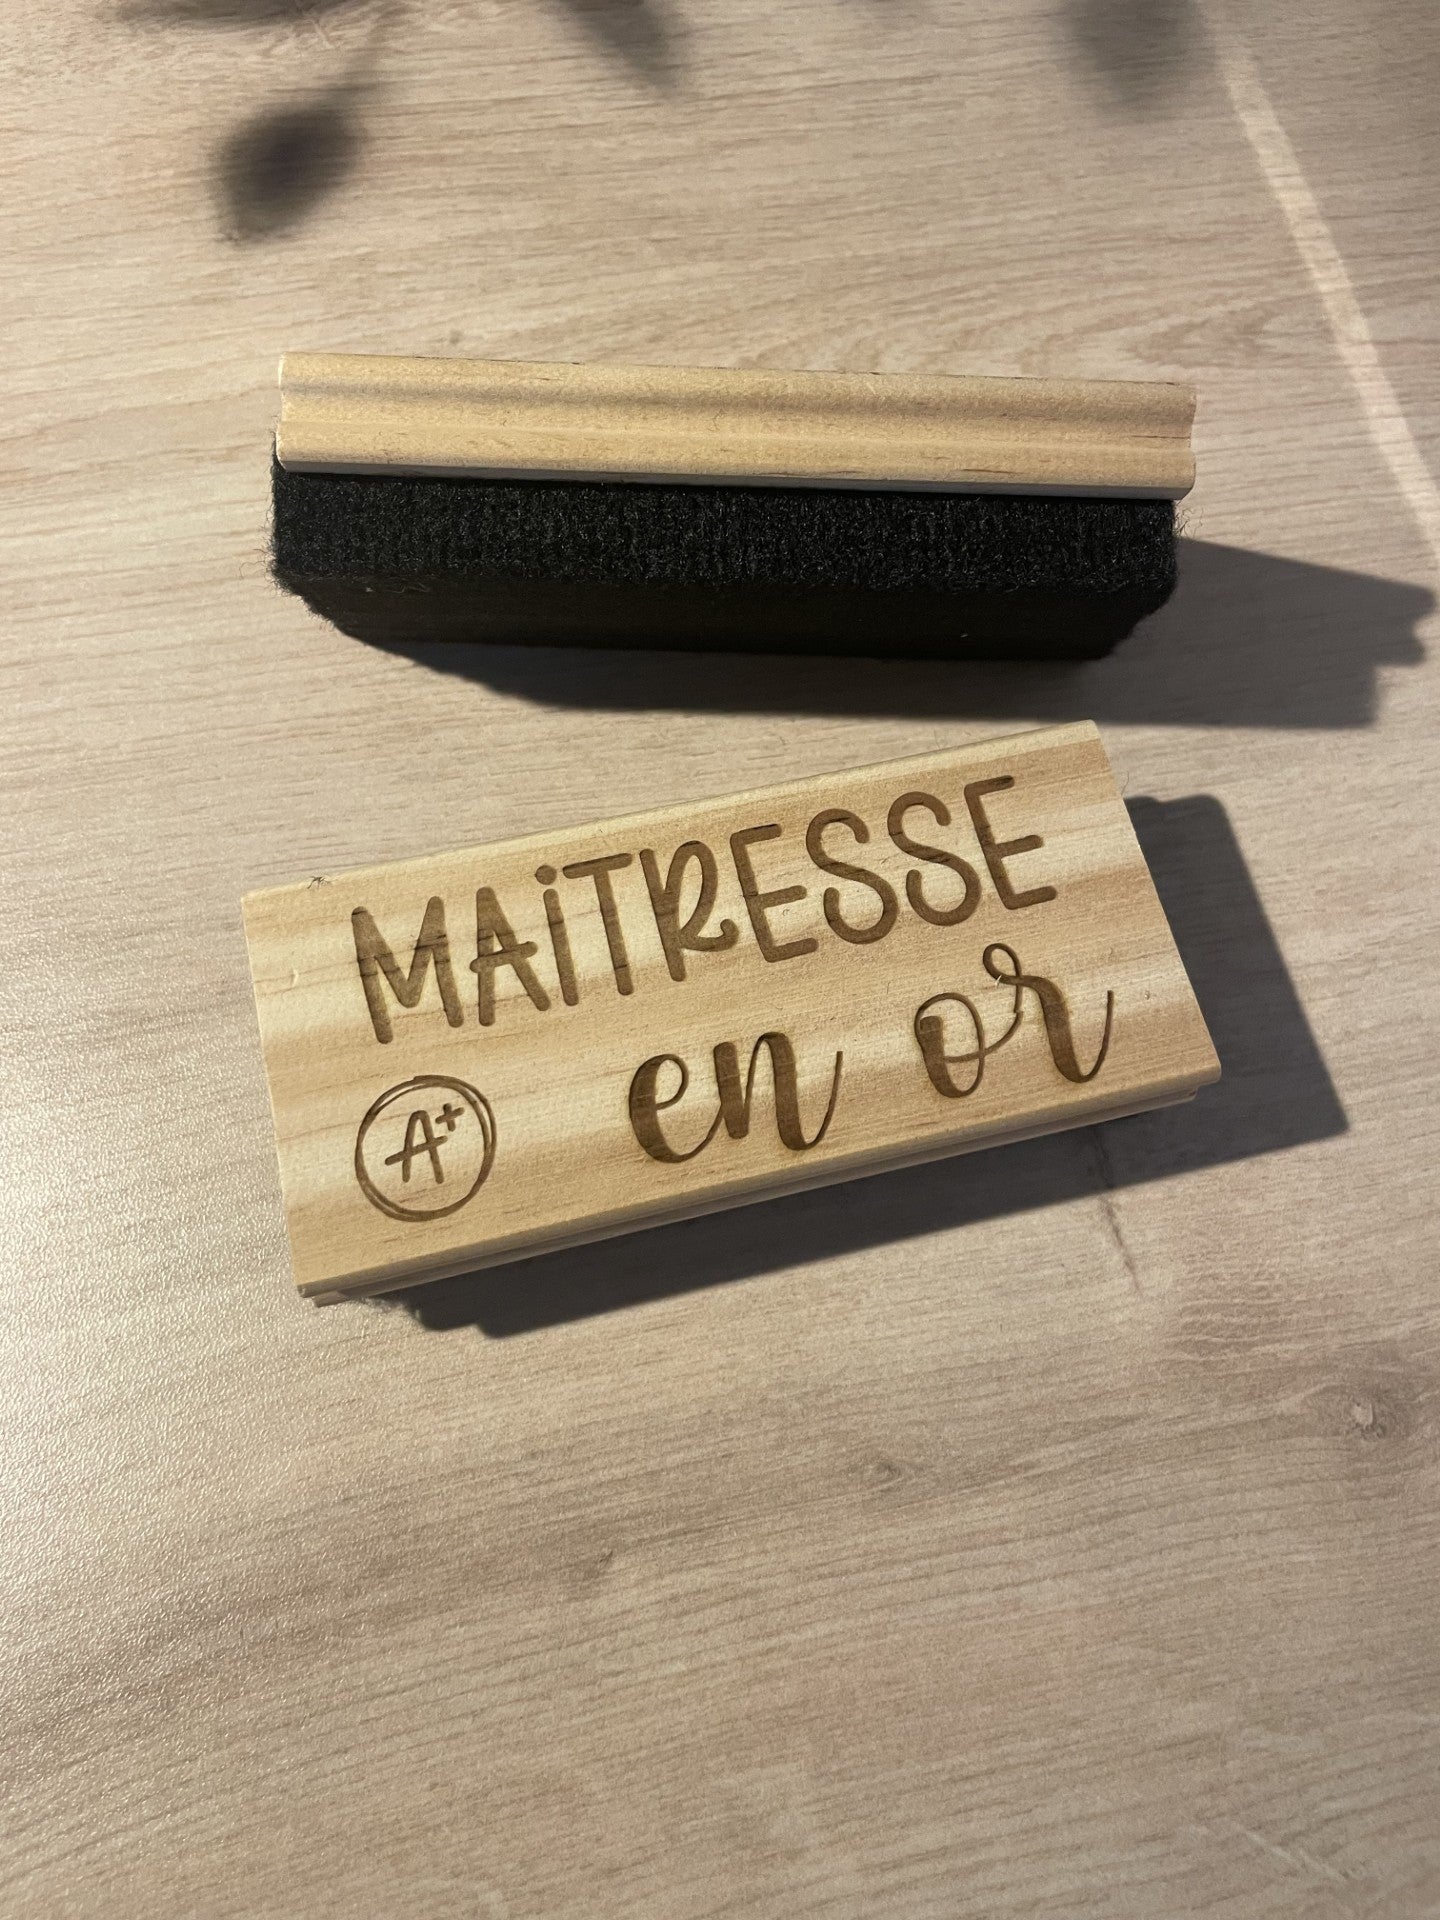 MAiTRESSE
en or
A+